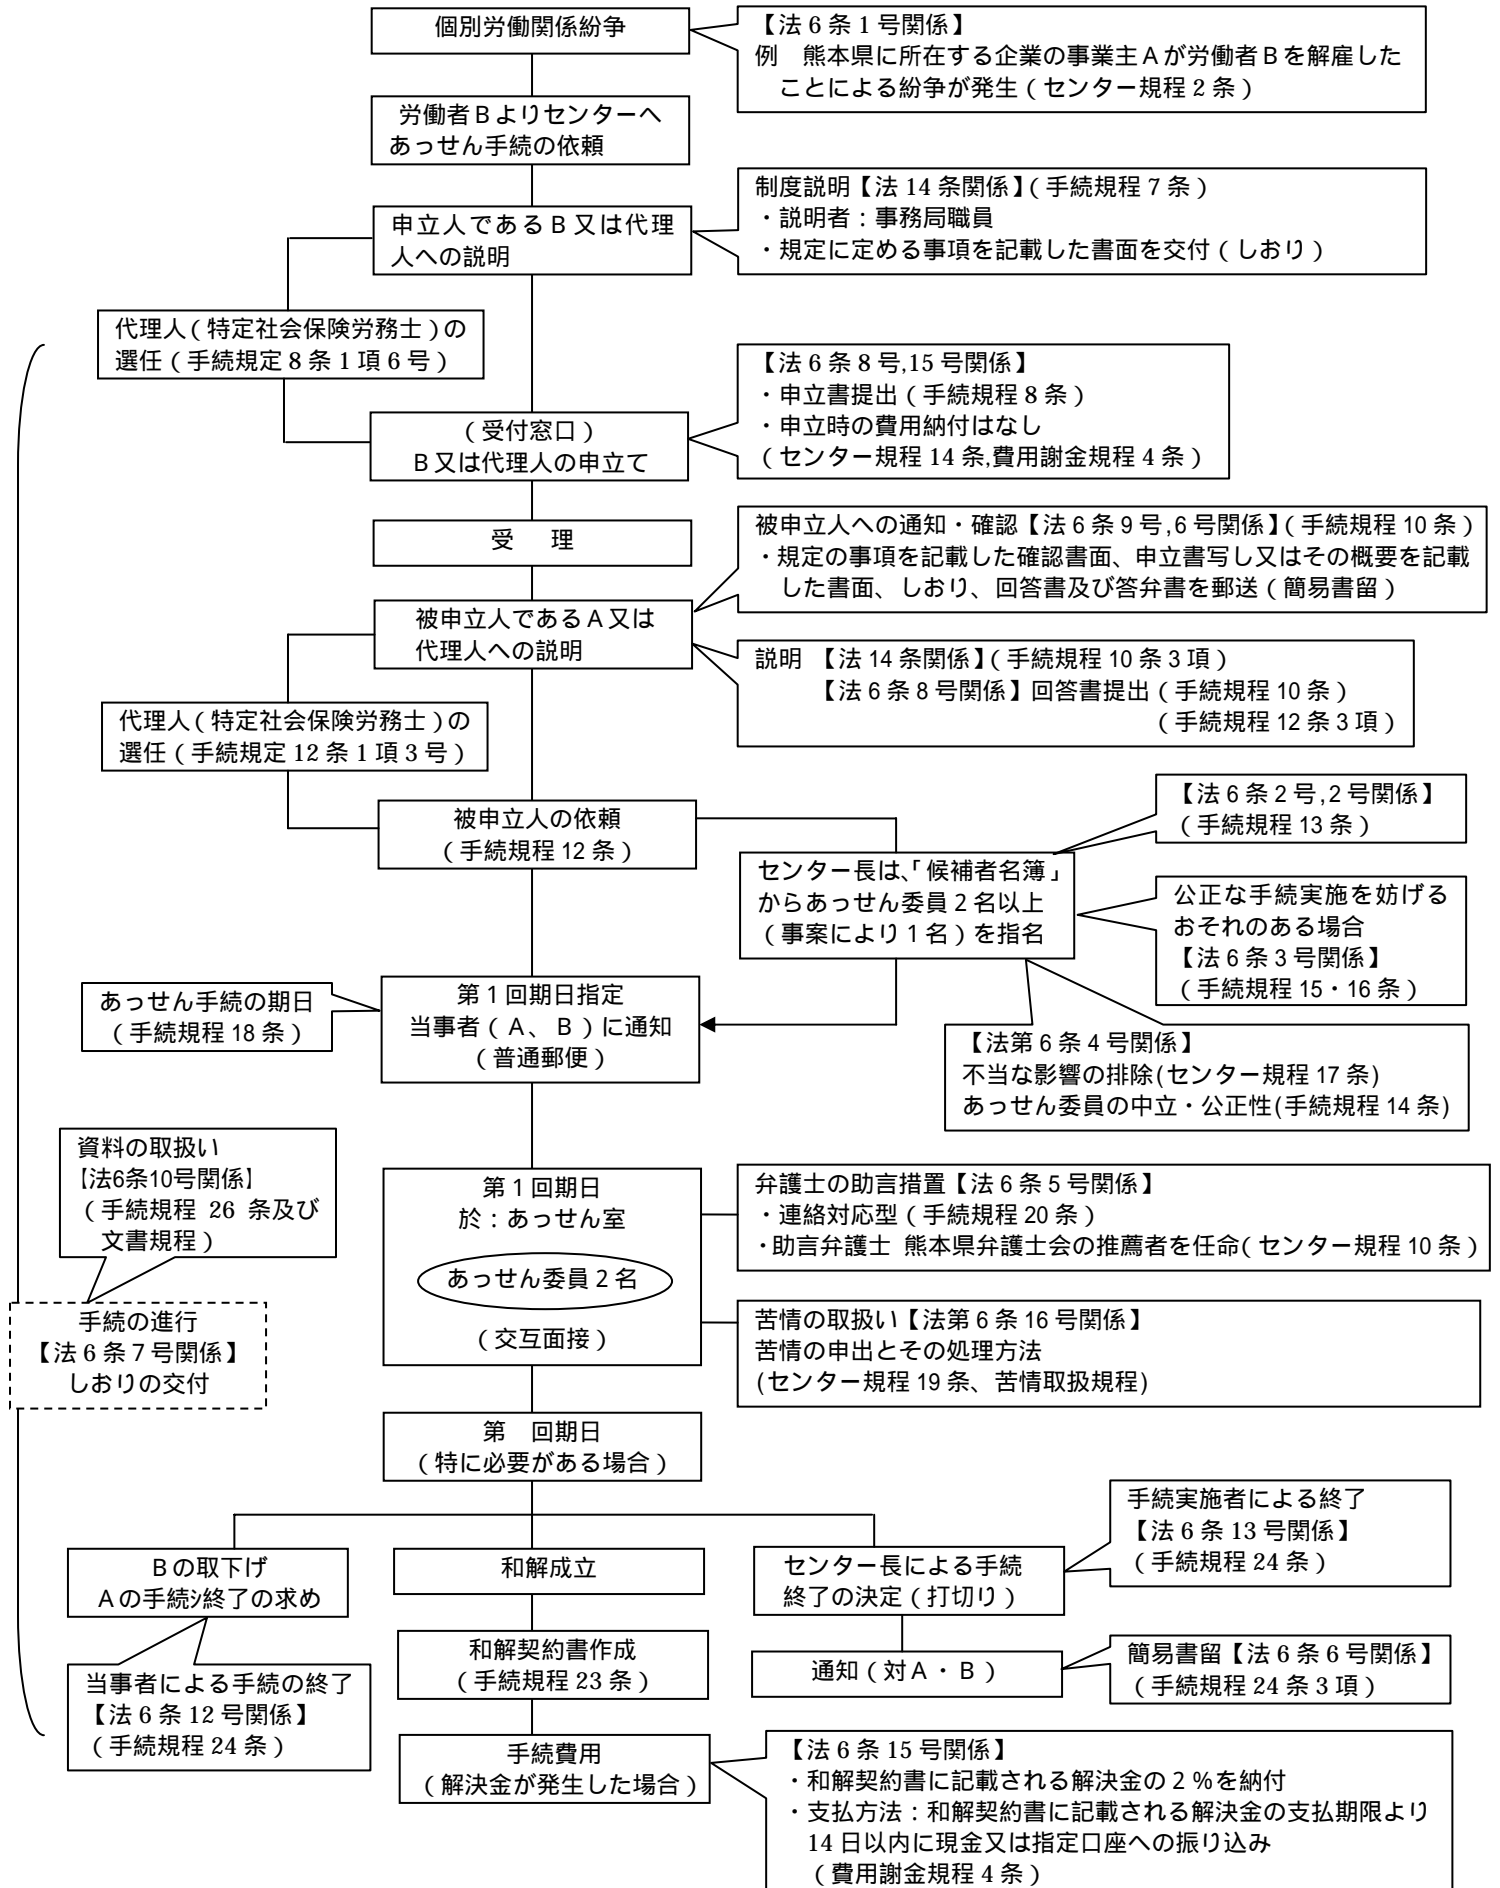 個別労働関係紛争
【法6条1号関係】
例　熊本県に所在する企業の事業主Aが労働者Bを解雇した
ことによる紛争が発生(センター規程2条)
労働者Bよりセンターへ
あっせん手続の依頼
制度説明【法14条関係】(手続規程7条)
・説明者：事務局職員
・規定に定める事項を記載した書面を交付(しおり)
申立人であるB又は代理
人への説明
代理人(特定社会保険労務士)の
選任(手続規定8条1項6号)
【法6条8号,15号関係】
・申立書提出(手続規程8条)
・申立時の費用納付はなし
(センター規程14条,費用謝金規程4条)
(受付窓口)
B又は代理人の申立て
受　理
被申立人への通知・確認【法6条9号,6号関係】(手続規程10条)
・規定の事項を記載した確認書面、申立書写し又はその概要を記載
した書面、しおり、回答書及び答弁書を郵送(簡易書留)
被申立人であるA又は
代理人への説明
説明　【法14条関係】(手続規程10条3項)
【法6条8号関係】回答書提出(手続規程10条)
(手続規程12条3項)
代理人(特定社会保険労務士)の
選任(手続規定12条1項3号)
被申立人の依頼
(手続規程12条)
【法6条2号,2号関係】
(手続規程13条)
センター長は、「候補者名簿」
からあっせん委員2名以上
(事案により1名)を指名
公正な手続実施を妨げる
おそれのある場合
【法6条3号関係】
(手続規程15・16条)
あっせん手続の期日
(手続規程18条)
第1回期日指定
当事者(A、B)に通知
(普通郵便)
【法第6条4号関係】
不当な影響の排除(センター規程17条)
あっせん委員の中立・公正性(手続規程14条)
資料の取扱い
【法6条10号関係】
(手続規程 26 条及び
文書規程)
第1回期日
於：あっせん室
あっせん委員2名
(交互面接)
弁護士の助言措置【法6条5号関係】
・連絡対応型(手続規程20条)
・助言弁護士 熊本県弁護士会の推薦者を任命(センター規程10条)
手続の進行
【法6条7号関係】
しおりの交付
苦情の取扱い【法第6条16号関係】
苦情の申出とその処理方法
(センター規程19条、苦情取扱規程)
第　回期日
(特に必要がある場合)
Bの取下げ
Aの手続ｼ終了の求め
和解成立
センター長による手続
終了の決定(打切り)
手続実施者による終了
【法6条13号関係】
(手続規程24条)
当事者による手続の終了
【法6条12号関係】
(手続規程24条)
和解契約書作成
(手続規程23条)
通知(対A・B)
簡易書留【法6条6号関係】
(手続規程24条3項)
手続費用
(解決金が発生した場合)
【法6条15号関係】
・和解契約書に記載される解決金の2%を納付
・支払方法：和解契約書に記載される解決金の支払期限より
14日以内に現金又は指定口座への振り込み
(費用謝金規程4条)